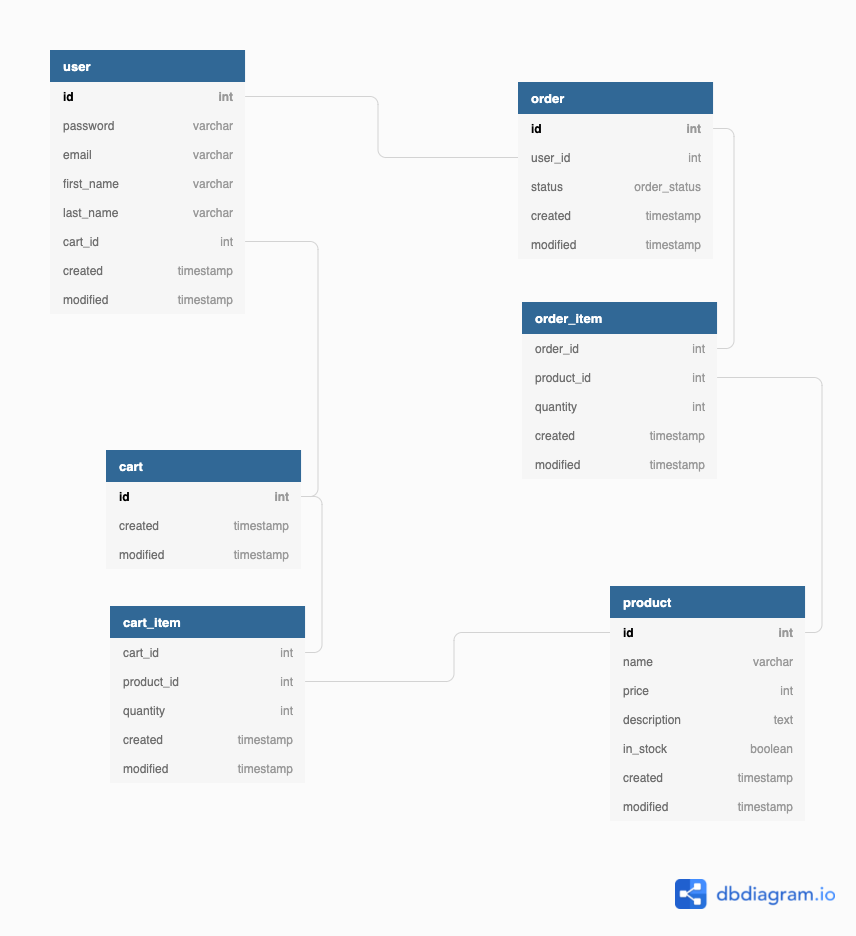 user
id int
password varchar
email varchar
first_name varchar
last_name varchar
cart_id int
created timestamp
modified timestamp
order
id int
user_id int
status order_status
created timestamp
modified timestamp
order_item
order_id int
product_id int
quantity int
created timestamp
modified timestamp
cart
id int
created timestamp
modified timestamp
cart_item
cart_id int
product_id int
quantity int
created timestamp
modified timestamp
product
id int
name varchar
price int
description text
in_stock boolean
created timestamp
modified timestamp
dbdiagram.io